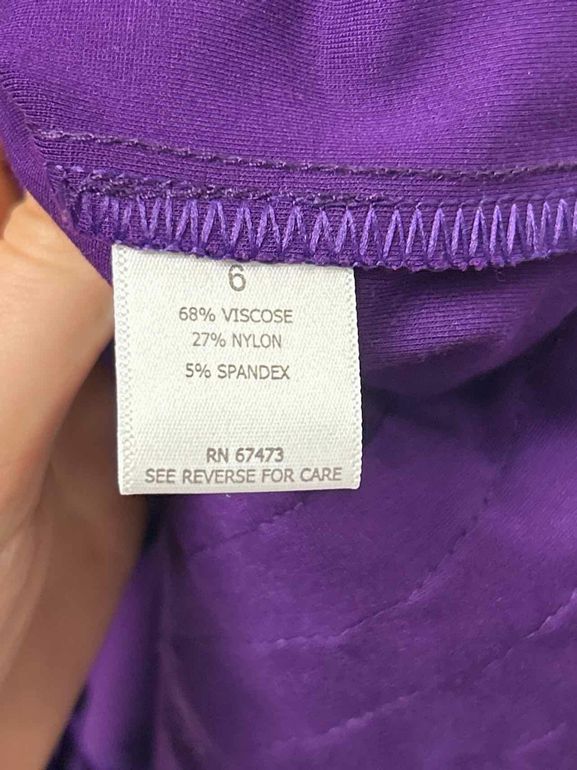 6
68% VISCOSE
27% NYLON
5% SPANDEX
RN 67473
SEE REVERSE FOR CARE